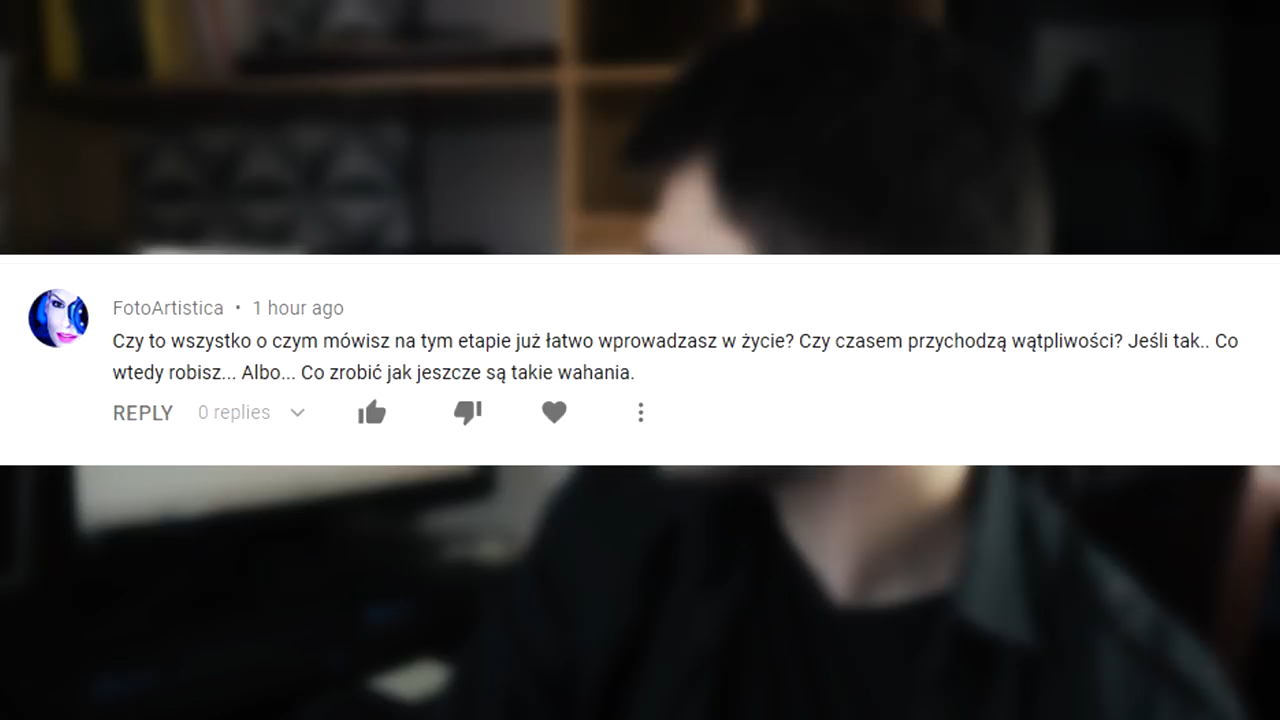 FotoArtistica • 1 hour ago
Czy to wszystko o czym mówisz na tym etapie już łatwo wprowadzasz w życie? Czy czasem przychodzą wątpliwości? Jeśli tak.. Co
wtedy robisz... Albo... Co zrobić jak jeszcze są takie wahania.
REPLY 0 replies